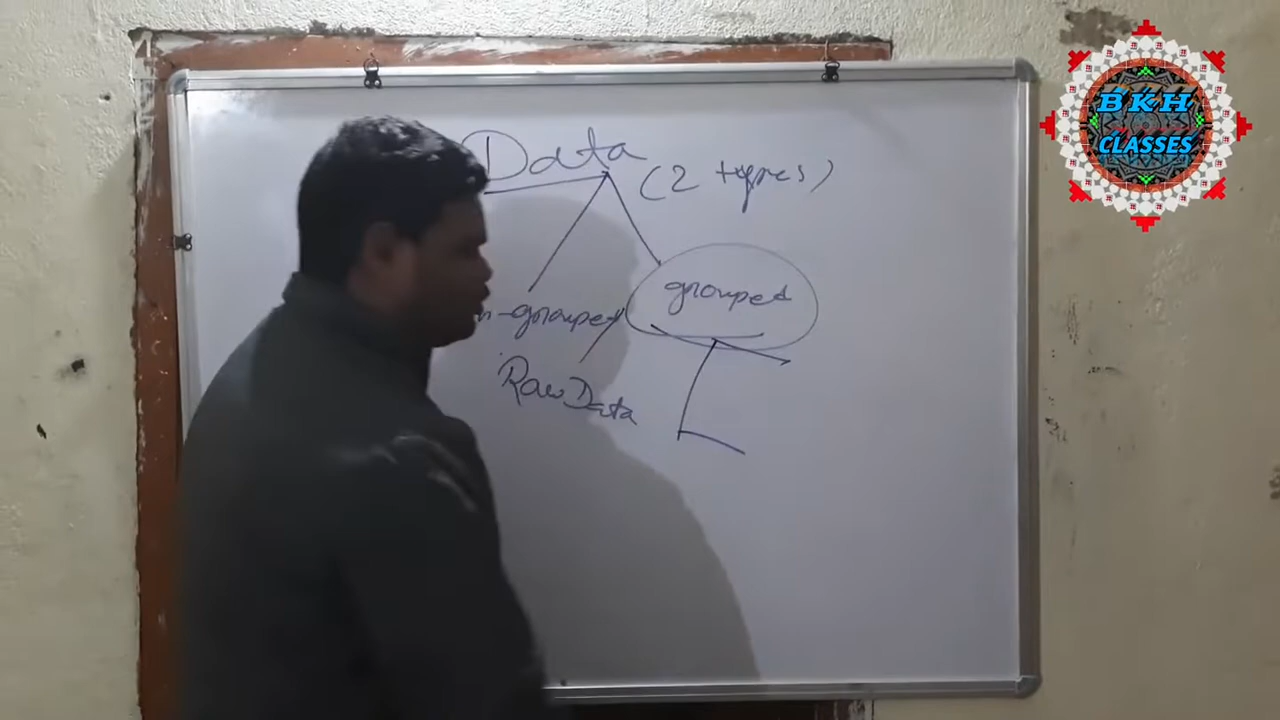 Data
(2 types)
n-grouped
grouped
Raw Data
BKH
CLASSES